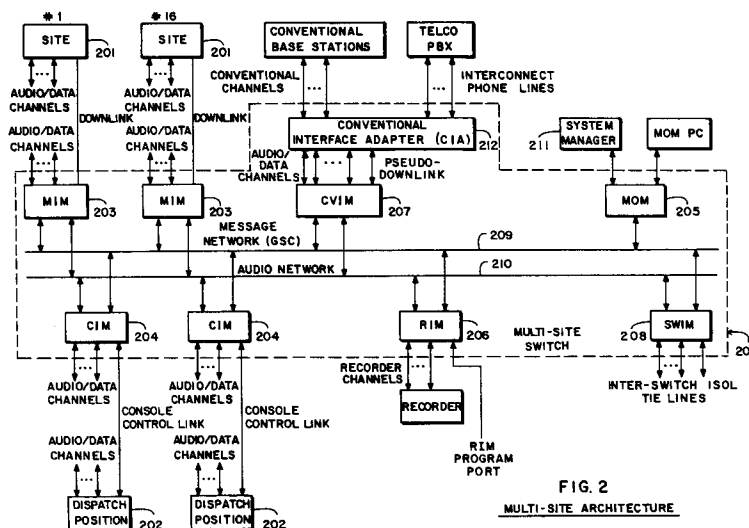 #1
#16
SITE
201
SITE
201
CONVENTIONAL
BASE STATIONS
TELCO
PBX
AUDIO/DATA
CHANNELS
DOWNLINK
AUDIO/DATA
CHANNELS
AUDIO/DATA
CHANNELS
DOWNLINK
AUDIO/DATA
CHANNELS
CONVENTIONAL
CHANNELS
INTERCONNECT
PHONE LINES
CONVENTIONAL
INTERFACE ADAPTER (CIA)
212
AUDIO/
DATA
CHANNELS
PSEUDO-
DOWNLINK
211
SYSTEM
MANAGER
MOM PC
MIM
203
MIM
203
CVIM
207
MOM
205
MESSAGE
NETWORK (GSC)
209
AUDIO NETWORK
210
CIM
204
CIM
204
RIM
206
MULTI-SITE
SWITCH
SWIM
208
AUDIO/DATA
CHANNELS
AUDIO/DATA
CHANNELS
RECORDER
CHANNELS
RECORDER
INTER-SWITCH ISOL
TIE LINES
CONSOLE
CONTROL
LINK
CONSOLE
CONTROL LINK
AUDIO/DATA
CHANNELS
AUDIO/DATA
CHANNELS
RIM
PROGRAM
PORT
DISPATCH
POSITION
202
DISPATCH
POSITION
202
FIG. 2
MULTI-SITE ARCHITECTURE